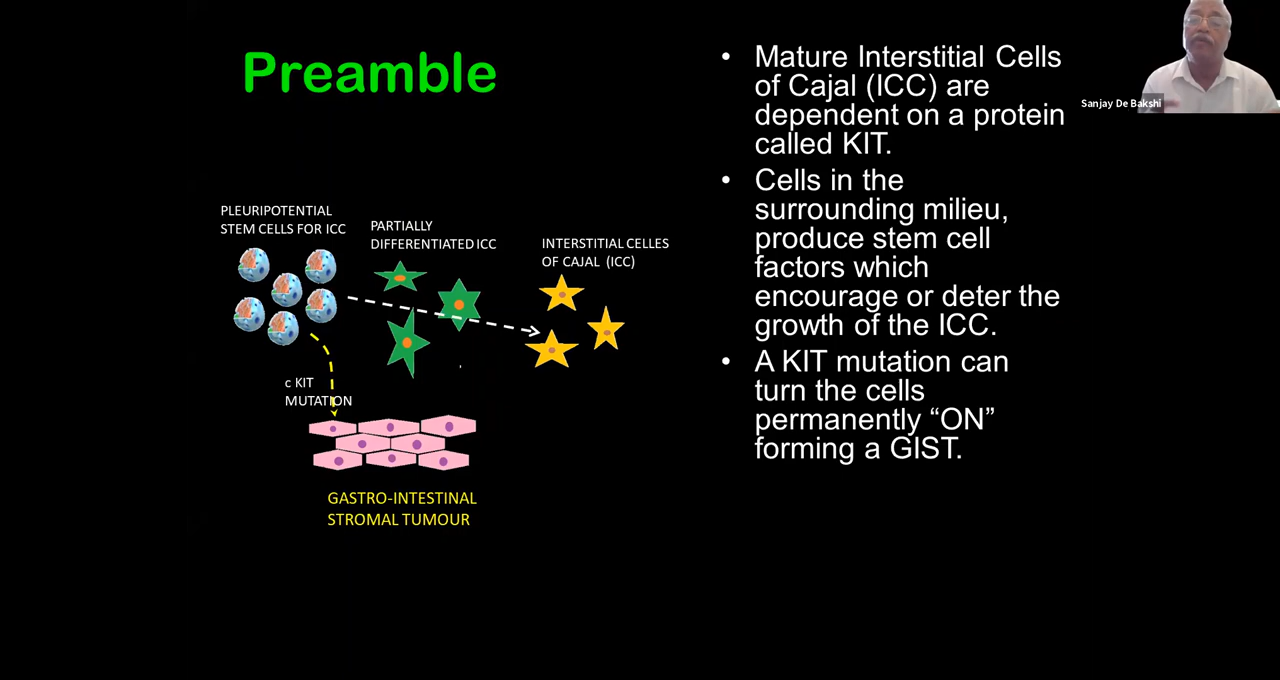 Preamble
PLEURIPOTENTIAL
STEM CELLS FOR ICC
PARTIALLY
DIFFERENTIATED ICC
INTERSTITIAL CELLES
OF CAJAL (ICC)
c KIT
MUTATION
GASTRO-INTESTINAL
STROMAL TUMOUR
• Mature Interstitial Cells
of Cajal (ICC) are
dependent on a protein
called KIT.
• Cells in the
surrounding milieu,
produce stem cell
factors which
encourage or deter the
growth of the ICC.
• A KIT mutation can
turn the cells
permanently “ON”
forming a GIST.
Sanjay De Bakshi